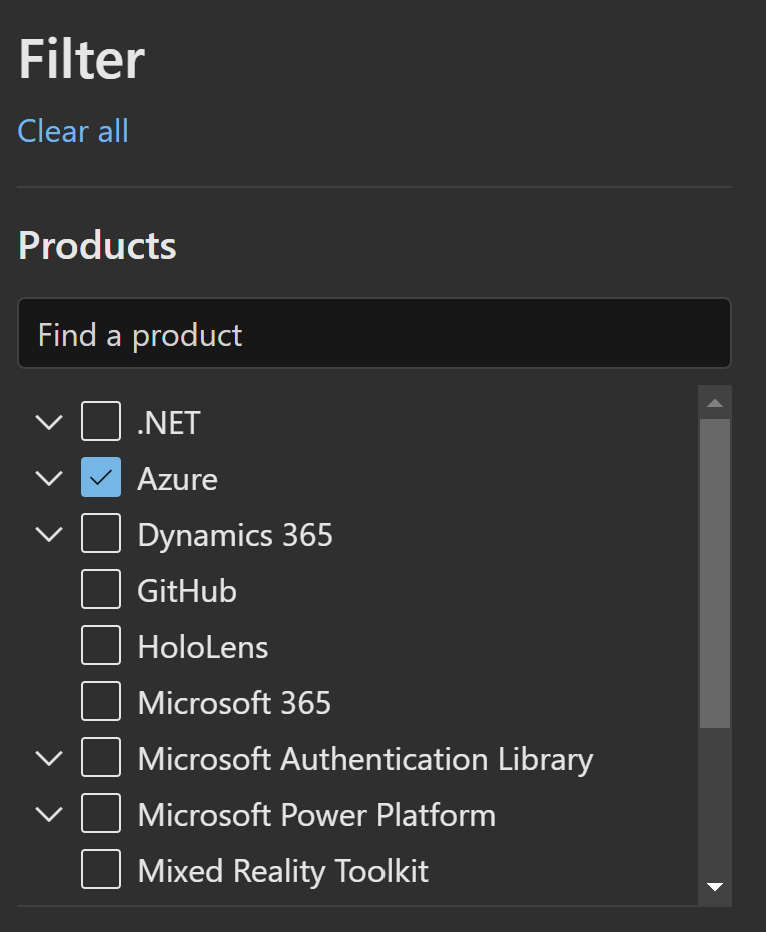 Filter
Clear all
Products
Find a product
.NET
Azure
Dynamics 365
GitHub
HoloLens
Microsoft 365
Microsoft Authentication Library
Microsoft Power Platform
Mixed Reality Toolkit